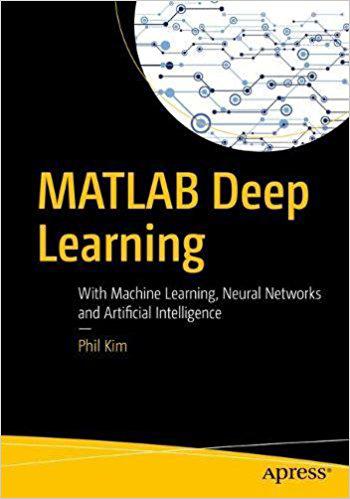 MATLAB Deep
Learning
With Machine Learning, Neural Networks
and Artificial Intelligence
—
Phil Kim
Apress®